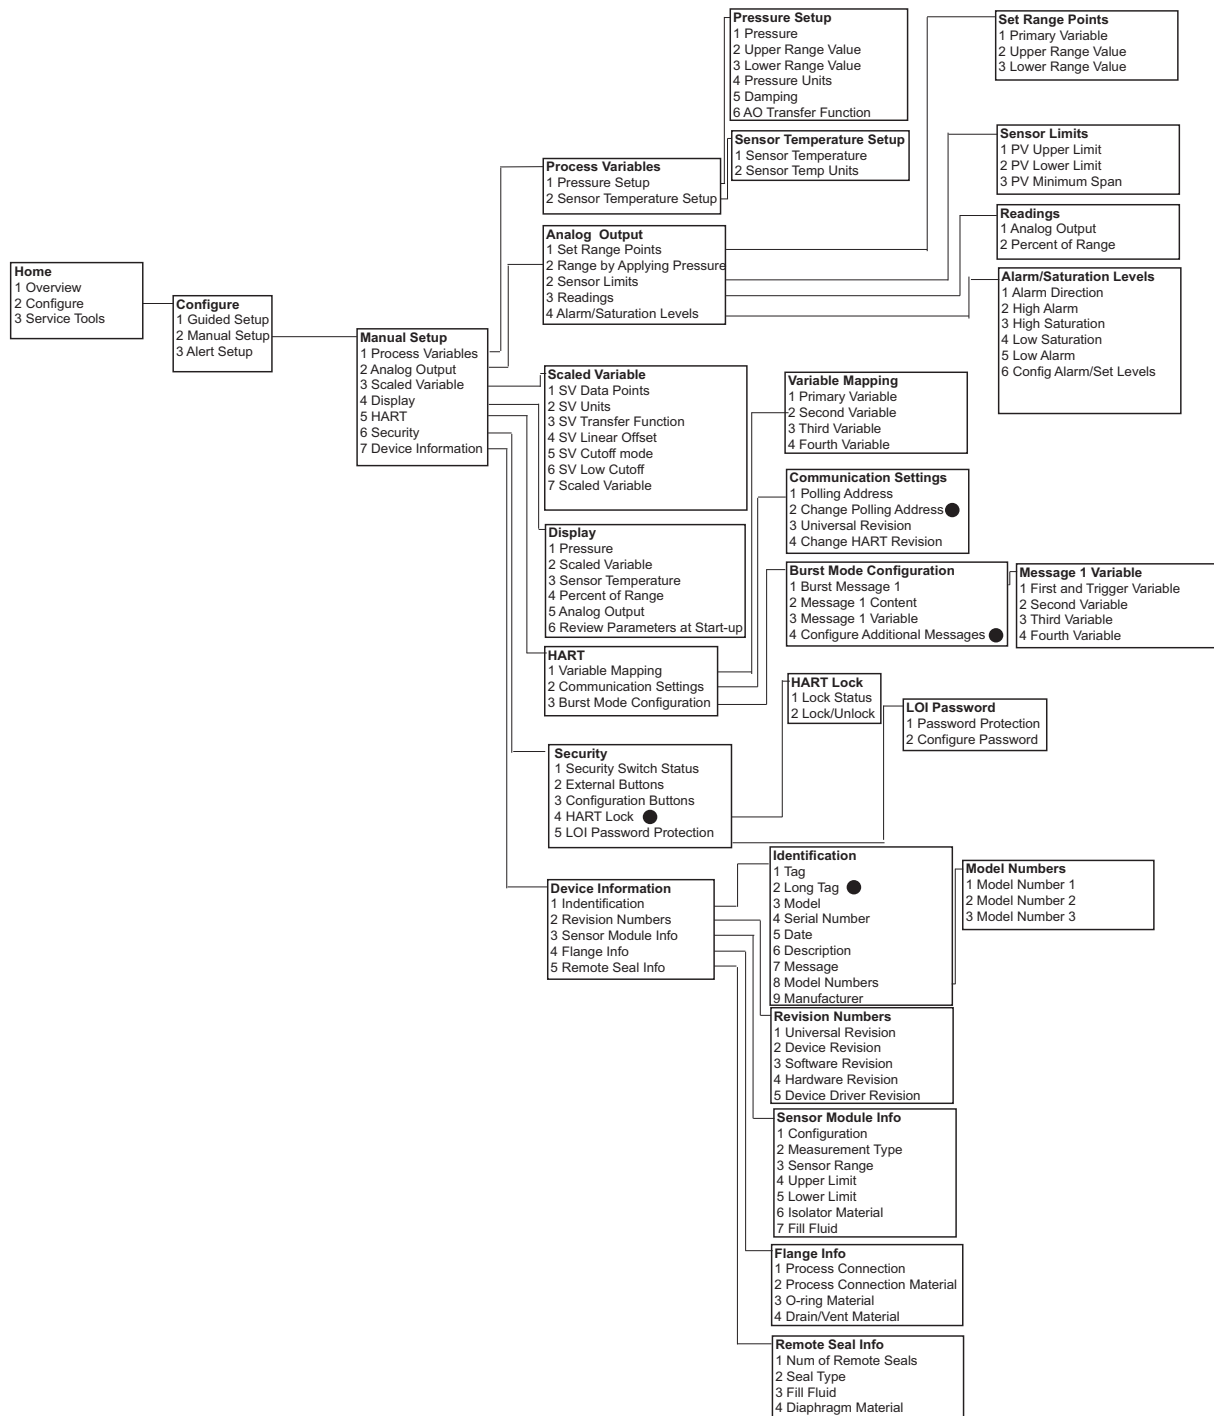 Home
1 Overview
2 Configure
3 Service Tools
Configure
1 Guided Setup
2 Manual Setup
3 Alert Setup
Manual Setup
1 Process Variables
2 Analog Output
3 Scaled Variable
4 Display
5 HART
6 Security
7 Device Information
Process Variables
1 Pressure Setup
2 Sensor Temperature Setup
Pressure Setup
1 Pressure
2 Upper Range Value
3 Lower Range Value
4 Pressure Units
5 Damping
6 AO Transfer Function
Sensor Temperature Setup
1 Sensor Temperature
2 Sensor Temp Units
Analog Output
1 Set Range Points
2 Range by Applying Pressure
2 Sensor Limits
3 Readings
4 Alarm/Saturation Levels
Set Range Points
1 Primary Variable
2 Upper Range Value
3 Lower Range Value
Sensor Limits
1 PV Upper Limit
2 PV Lower Limit
3 PV Minimum Span
Readings
1 Analog Output
2 Percent of Range
Alarm/Saturation Levels
1 Alarm Direction
2 High Alarm
3 High Saturation
4 Low Saturation
5 Low Alarm
6 Config Alarm/Set Levels
Scaled Variable
1 SV Data Points
2 SV Units
3 SV Transfer Function
4 SV Linear Offset
5 SV Cutoff mode
6 SV Low Cutoff
7 Scaled Variable
Display
1 Pressure
2 Scaled Variable
3 Sensor Temperature
4 Percent of Range
5 Analog Output
6 Review Parameters at Start-up
HART
1 Variable Mapping
2 Communication Settings
3 Burst Mode Configuration
Variable Mapping
1 Primary Variable
2 Second Variable
3 Third Variable
4 Fourth Variable
Communication Settings
1 Polling Address
2 Change Polling Address
3 Universal Revision
4 Change HART Revision
Burst Mode Configuration
1 Burst Message 1
2 Message 1 Content
3 Message 1 Variable
4 Configure Additional Messages
Message 1 Variable
1 First and Trigger Variable
2 Second Variable
3 Third Variable
4 Fourth Variable
Security
1 Security Switch Status
2 External Buttons
3 Configuration Buttons
4 HART Lock
5 LOI Password Protection
HART Lock
1 Lock Status
2 Lock/Unlock
LOI Password
1 Password Protection
2 Configure Password
Device Information
1 Indentification
2 Revision Numbers
3 Sensor Module Info
4 Flange Info
5 Remote Seal Info
Identification
1 Tag
2 Long Tag
3 Model
4 Serial Number
5 Date
6 Description
7 Message
8 Model Numbers
9 Manufacturer
Model Numbers
1 Model Number 1
2 Model Number 2
3 Model Number 3
Revision Numbers
1 Universal Revision
2 Device Revision
3 Software Revision
4 Hardware Revision
5 Device Driver Revision
Sensor Module Info
1 Configuration
2 Measurement Type
3 Sensor Range
4 Upper Limit
5 Lower Limit
6 Isolator Material
7 Fill Fluid
Flange Info
1 Process Connection
2 Process Connection Material
3 O-ring Material
4 Drain/Vent Material
Remote Seal Info
1 Num of Remote Seals
2 Seal Type
3 Fill Fluid
4 Diaphragm Material